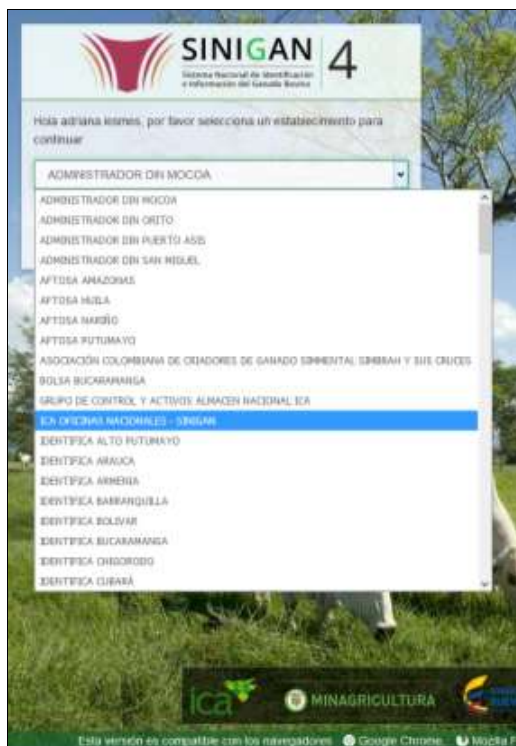 SINIGAN 4
Sistema Nacional de Identificación
e Información del Ganado Bovino
Hola adriana lesmes, por favor selecciona un establecimiento para
continuar
ADMINISTRADOR DIN MOCOA
ADMINISTRADOR DIN MOCOA
ADMINISTRADOR DIN ORITO
ADMINISTRADOR DIN PUERTO ASIS
ADMINISTRADOR DIN SAN MIGUEL
AFTOSA AMAZONAS
AFTOSA HUILA
AFTOSA NARIÑO
AFTOSA PUTUMAYO
ASOCIACIÓN COLOMBIANA DE CRIADORES DE GANADO SIMMENTAL SIMBRAH Y SUS CRUCES
BOLSA BUCARAMANGA
GRUPO DE CONTROL Y ACTIVOS ALMACEN NACIONAL ICA
ICA OFICINAS NACIONALES - SINIGAN
IDENTIFICA ALTO PUTUMAYO
IDENTIFICA ARAUCA
IDENTIFICA ARMENIA
IDENTIFICA BARRANQUILLA
IDENTIFICA BOLIVAR
IDENTIFICA BUCARAMANGA
IDENTIFICA CHIGORODO
IDENTIFICA CUBARÁ
ica MINAGRICULTURA
Esta versión es compatible con los navegadores Google Chrome Mozilla F